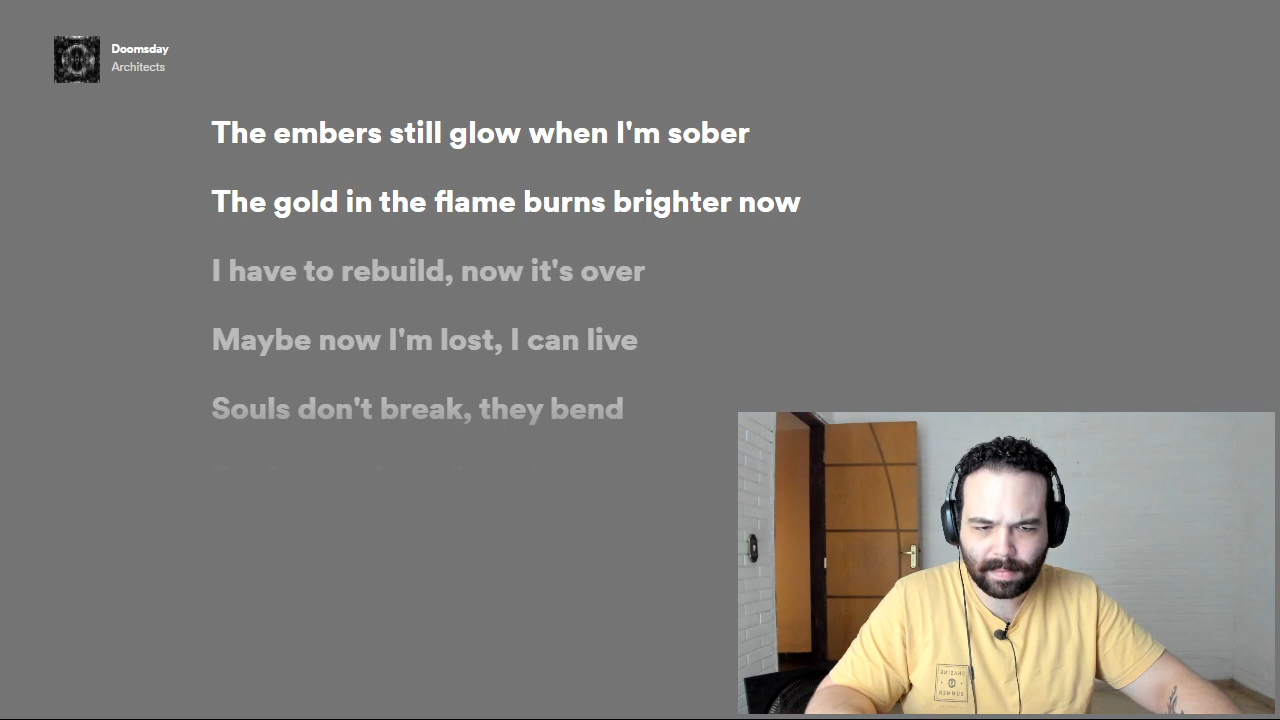 Doomsday
Architects
The embers still glow when I'm sober
The gold in the flame burns brighter now
I have to rebuild, now it's over
Maybe now I'm lost, I can live
Souls don't break, they bend